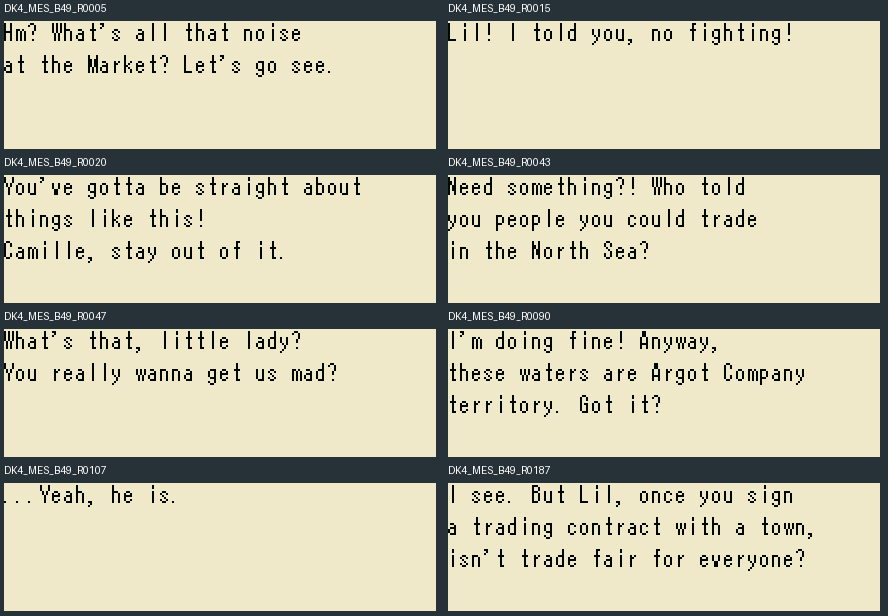 DK4_MES_B49_R0005
Hm? What's all that noise
at the Market? Let's go see.
DK4_MES_B49_R0015
Lil! I told you, no fighting!
DK4_MES_B49_R0020
You've gotta be straight about
things like this!
Camille, stay out of it.
DK4_MES_B49_R0043
Need something?! Who told
you people you could trade
in the North Sea?
DK4_MES_B49_R0047
What's that, little lady?
You really wanna get us mad?
DK4_MES_B49_R0090
I'm doing fine! Anyway,
these waters are Argot Company
territory. Got it?
DK4_MES_B49_R0107
...Yeah, he is.
DK4_MES_B49_R0187
I see. But Lil, once you sign
a trading contract with a town,
isn't trade fair for everyone?